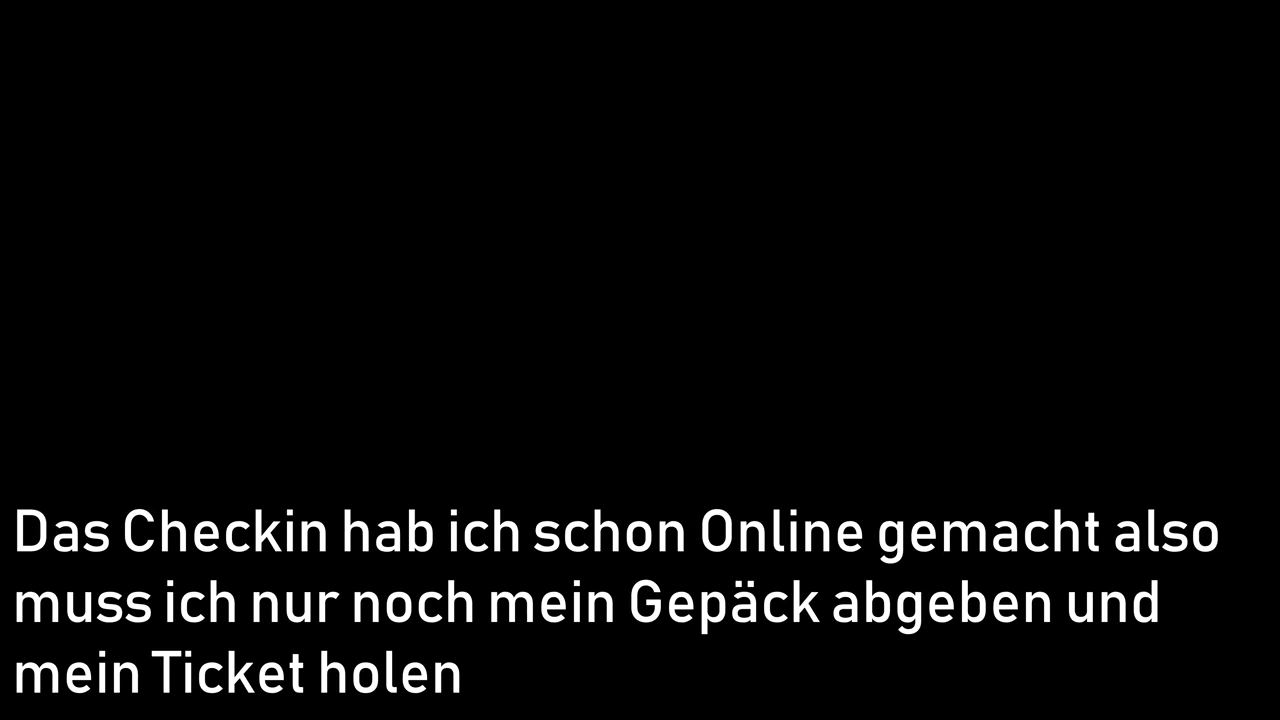 Das Checkin hab ich schon Online gemacht also
muss ich nur noch mein Gepäck abgeben und
mein Ticket holen